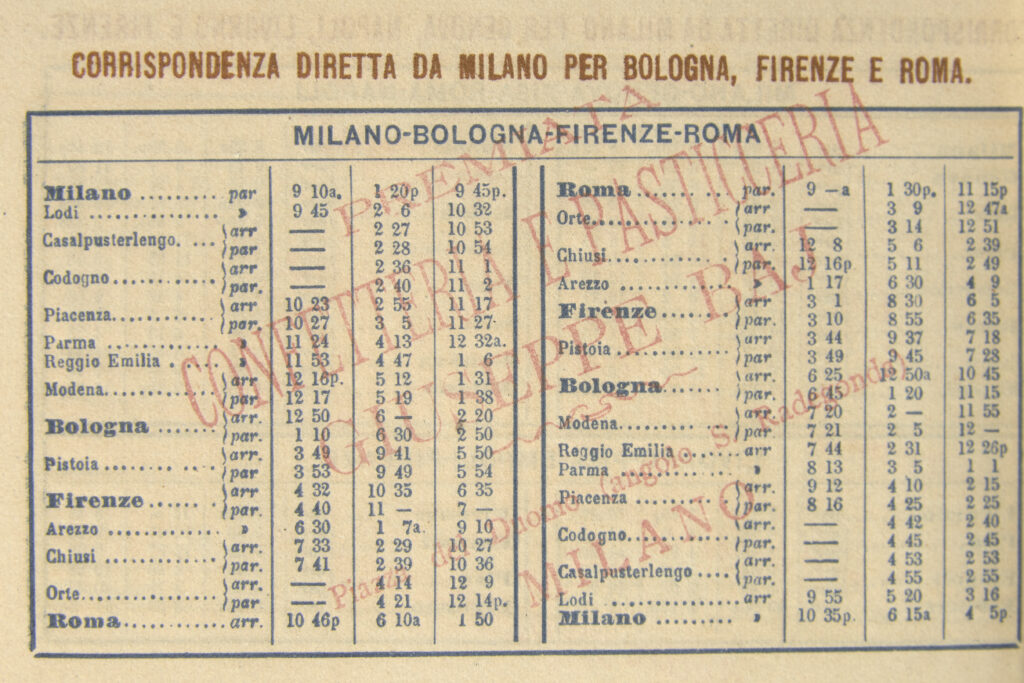 CORRISPONDENZA DIRETTA DA MILANO PER BOLOGNA, FIRENZE E ROMA.
MILANO-BOLOGNA-FIRENZE-ROMA
Milano .......... par 9 10a. 1 20p 9 45p.
Lodi ............... » 9 45 2 6 10 32
Casalpusterlengo. ... arr — 2 27 10 53
par — 2 28 10 54
Codogno........... arr — 2 36 11 1
par. — 2 40 11 2
Piacenza........... arr 10 23 2 55 11 17
par. 10 27 3 5 11 27
Parma ............ » 11 24 4 13 12 32a.
Reggio Emilia . ..... » 11 53 4 47 1 6
Modena........... arr 12 16p. 5 12 1 31
par 12 17 5 19 1 38
Bologna ....... arr 12 50 6 — 2 20
par. 1 10 6 30 2 50
Pistoia ........... arr 3 49 9 41 5 50
par 3 53 9 49 5 54
Firenze ........ arr 4 32 10 35 6 35
par. 4 40 11 — 7 —
Arezzo ............. » 6 30 1 7a. 9 10
Chiusi ............ arr. 7 33 2 29 10 27
par. 7 41 2 39 10 36
Orte.............. arr. — 4 14 12 9
par — 4 21 12 14p.
Roma............. arr. 10 46p 6 10a 1 50
Roma ............ par. 9 — a 1 30p. 11 15p
Orte.............. arr — 3 9 12 47a
par. — 3 14 12 51
Chiusi............ arr. 12 8 5 6 2 39
par. 12 16p 5 11 2 49
Arezzo ............ » 1 17 6 30 4 9
Firenze......... arr 3 1 8 30 6 5
par. 3 10 8 55 6 35
Pistoia ............ arr 3 44 9 37 7 18
par 3 49 9 45 7 28
Bologna........ arr. 6 25 12 50a 10 45
par. 6 45 1 20 11 15
Modena........... arr. 7 20 2 — 11 55
par 7 21 2 5 12 —
Reggio Emilia ....... arr 7 44 2 31 12 26p
Parma ............ » 8 13 3 5 1 1
Piacenza .......... arr. 9 12 4 10 2 15
par. 8 16 4 25 2 25
Codogno........... arr. — 4 42 2 40
par. — 4 45 2 45
Casalpusterlengo .... arr. — 4 53 2 53
par. — 4 55 2 55
Lodi .............. arr 9 55 5 20 3 16
Milano .......... » 10 35p. 6 15a 4 5p.
PREMIATA
CONFETTERIA E PASTICCERIA
GIUSEPPE BAJ
Piazza del Duomo (angolo S. Radegonda)
MILANO